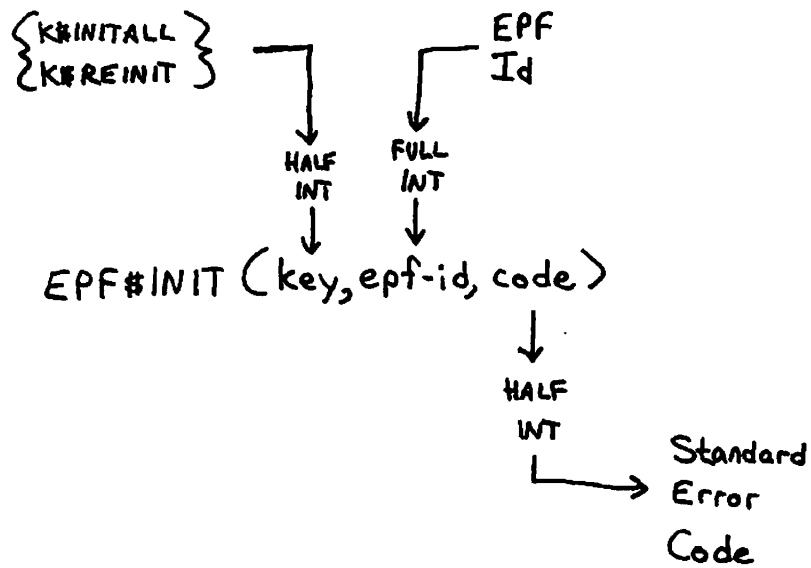 K$INITALL
K$REINIT
EPF
Id
HALF
INT
FULL
INT
EPF$INIT (key, epf-id, code)
HALF
INT
Standard
Error
Code